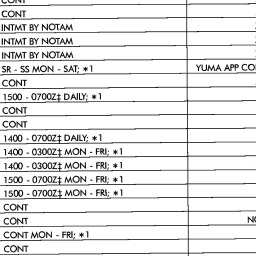 CONT
CONT
INTMT BY NOTAM
INTMT BY NOTAM
INTMT BY NOTAM
SR - SS MON - SAT; *1 YUMA APP
CONT
1500 - 0700Z‡ DAILY; *1
CONT
CONT
1400 - 0700Z‡ DAILY; *1
1400 - 0300Z‡ MON - FRI; *1
1400 - 0300Z‡ MON - FRI; *1
1500 - 0700Z‡ MON - FRI; *1
1500 - 0700Z‡ MON - FRI; *1
CONT
CONT
CONT MON - FRI; *1
CONT